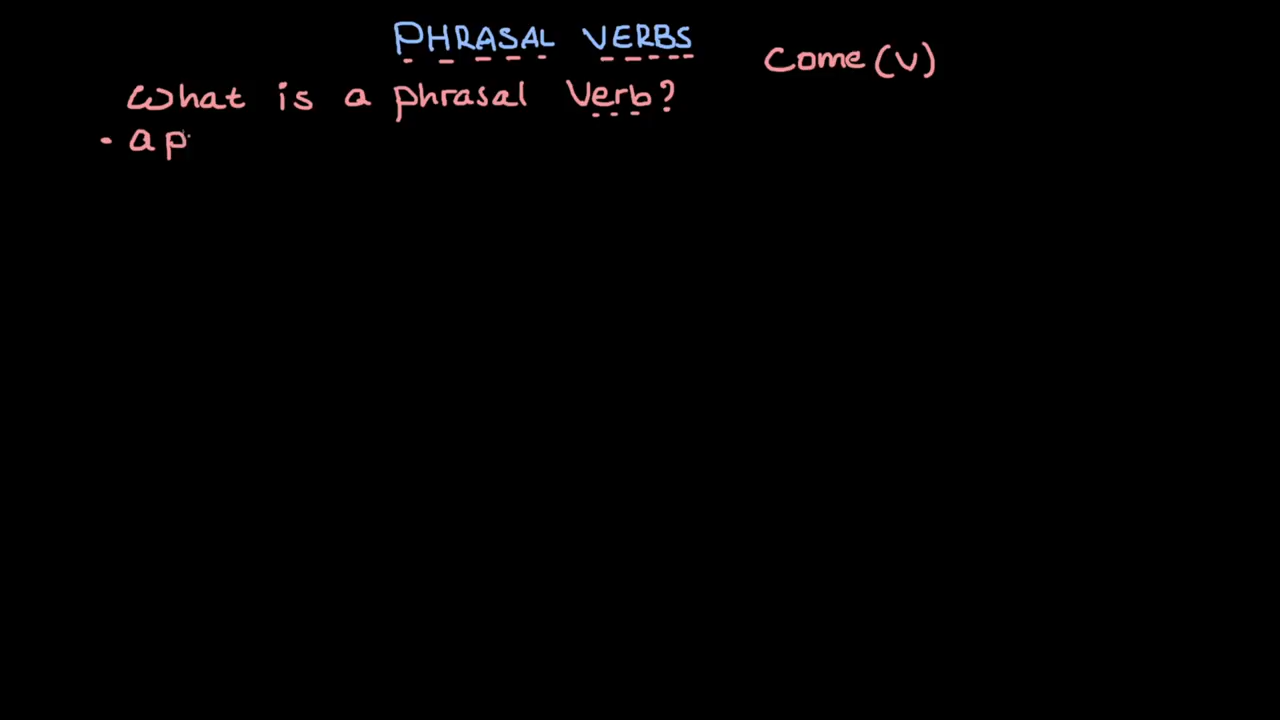 PHRASAL VERBS
Come (v)
What is a phrasal Verb?
• a p